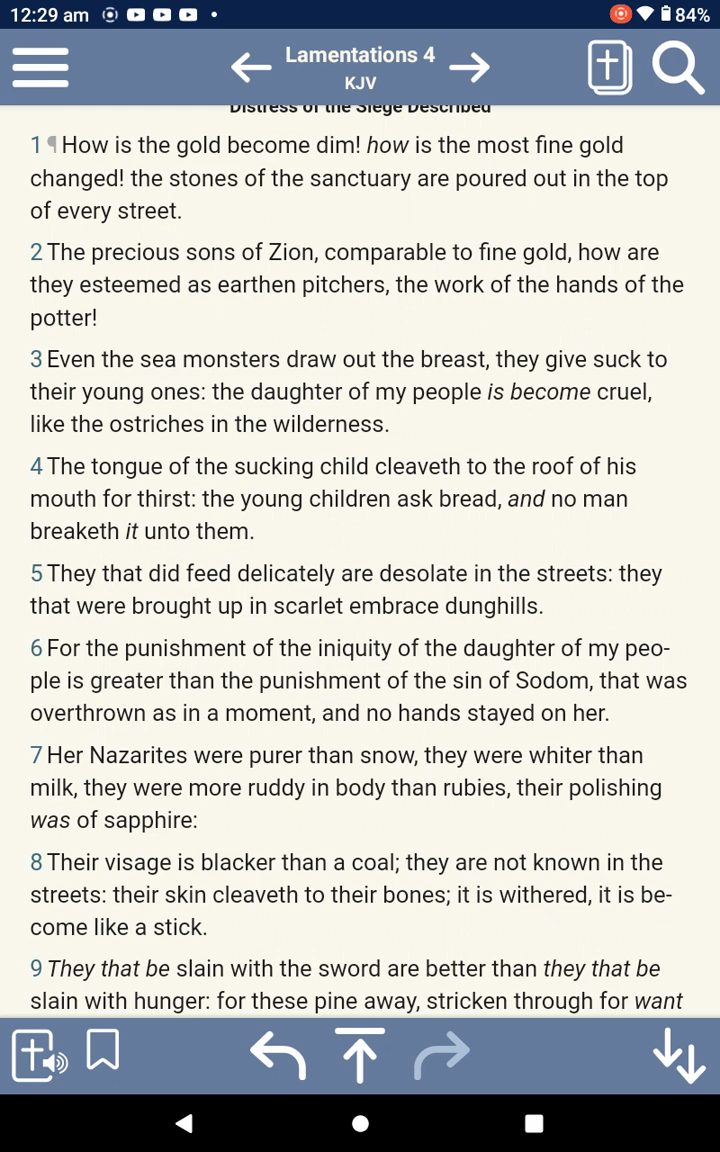 12:29 am
84%
Lamentations 4
KJV
Distress of the Siege Described
1 ¶ How is the gold become dim! how is the most fine gold
changed! the stones of the sanctuary are poured out in the top
of every street.
2 The precious sons of Zion, comparable to fine gold, how are
they esteemed as earthen pitchers, the work of the hands of the
potter!
3 Even the sea monsters draw out the breast, they give suck to
their young ones: the daughter of my people is become cruel,
like the ostriches in the wilderness.
4 The tongue of the sucking child cleaveth to the roof of his
mouth for thirst: the young children ask bread, and no man
breaketh it unto them.
5 They that did feed delicately are desolate in the streets: they
that were brought up in scarlet embrace dunghills.
6 For the punishment of the iniquity of the daughter of my peo-
ple is greater than the punishment of the sin of Sodom, that was
overthrown as in a moment, and no hands stayed on her.
7 Her Nazarites were purer than snow, they were whiter than
milk, they were more ruddy in body than rubies, their polishing
was of sapphire:
8 Their visage is blacker than a coal; they are not known in the
streets: their skin cleaveth to their bones; it is withered, it is be-
come like a stick.
9 They that be slain with the sword are better than they that be
slain with hunger: for these pine away, stricken through for want